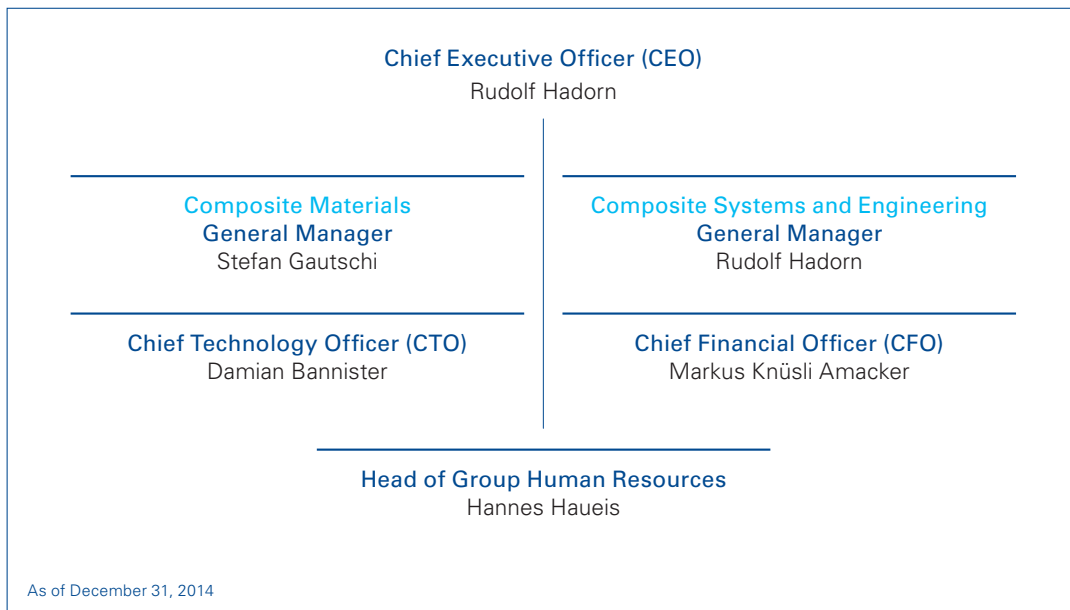 Chief Executive Officer (CEO)
Rudolf Hadorn
Composite Materials
General Manager
Stefan Gautschi
Composite Systems and Engineering
General Manager
Rudolf Hadorn
Chief Technology Officer (CTO)
Damian Bannister
Chief Financial Officer (CFO)
Markus Knüsli Amacker
Head of Group Human Resources
Hannes Haueis
As of December 31, 2014